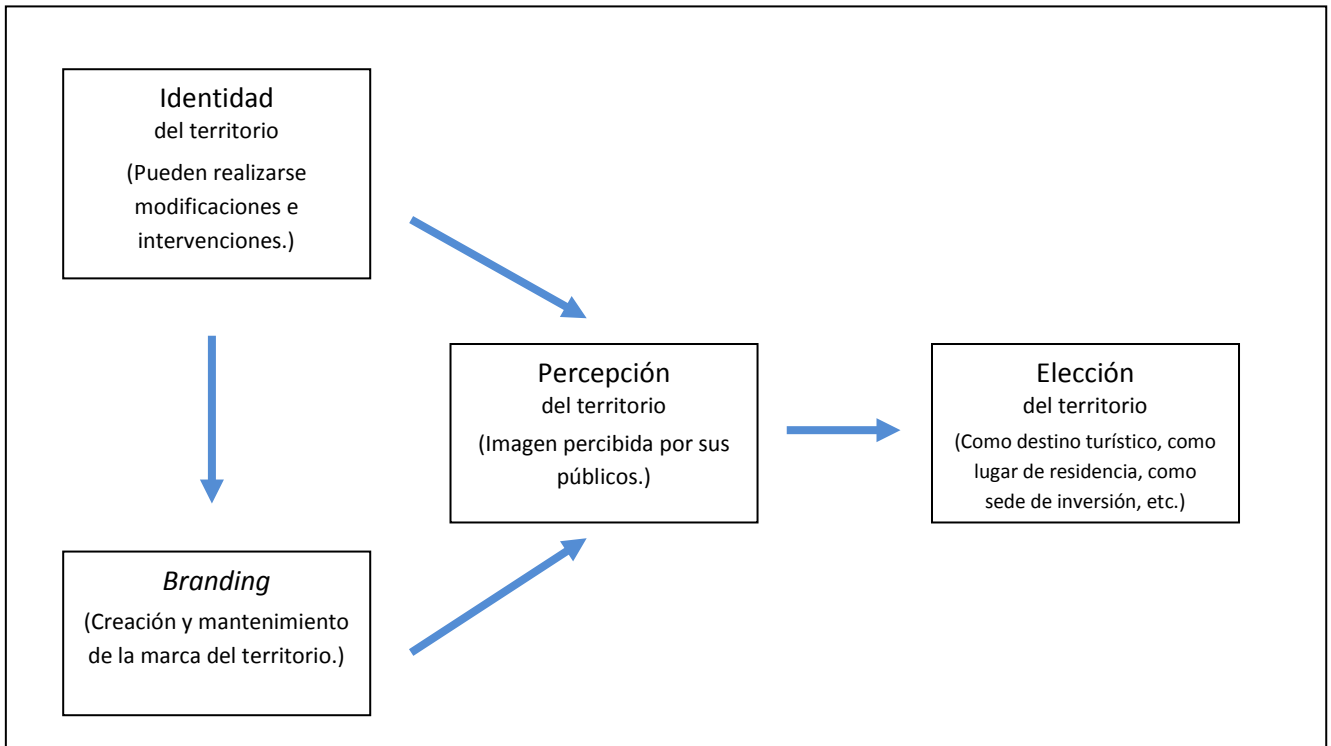 Identidad
del territorio
(Pueden realizarse
modificaciones e
intervenciones.)
Percepción
del territorio
(Imagen percibida por sus
públicos.)
Elección
del territorio
(Como destino turístico, como
lugar de residencia, como
sede de inversión, etc.)
Branding
(Creación y mantenimiento
de la marca del territorio.)